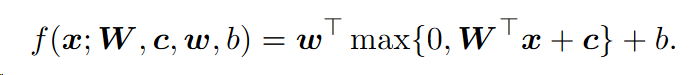 f(x; W, c, w, b) = w⊤ max{0, W⊤x + c} + b.